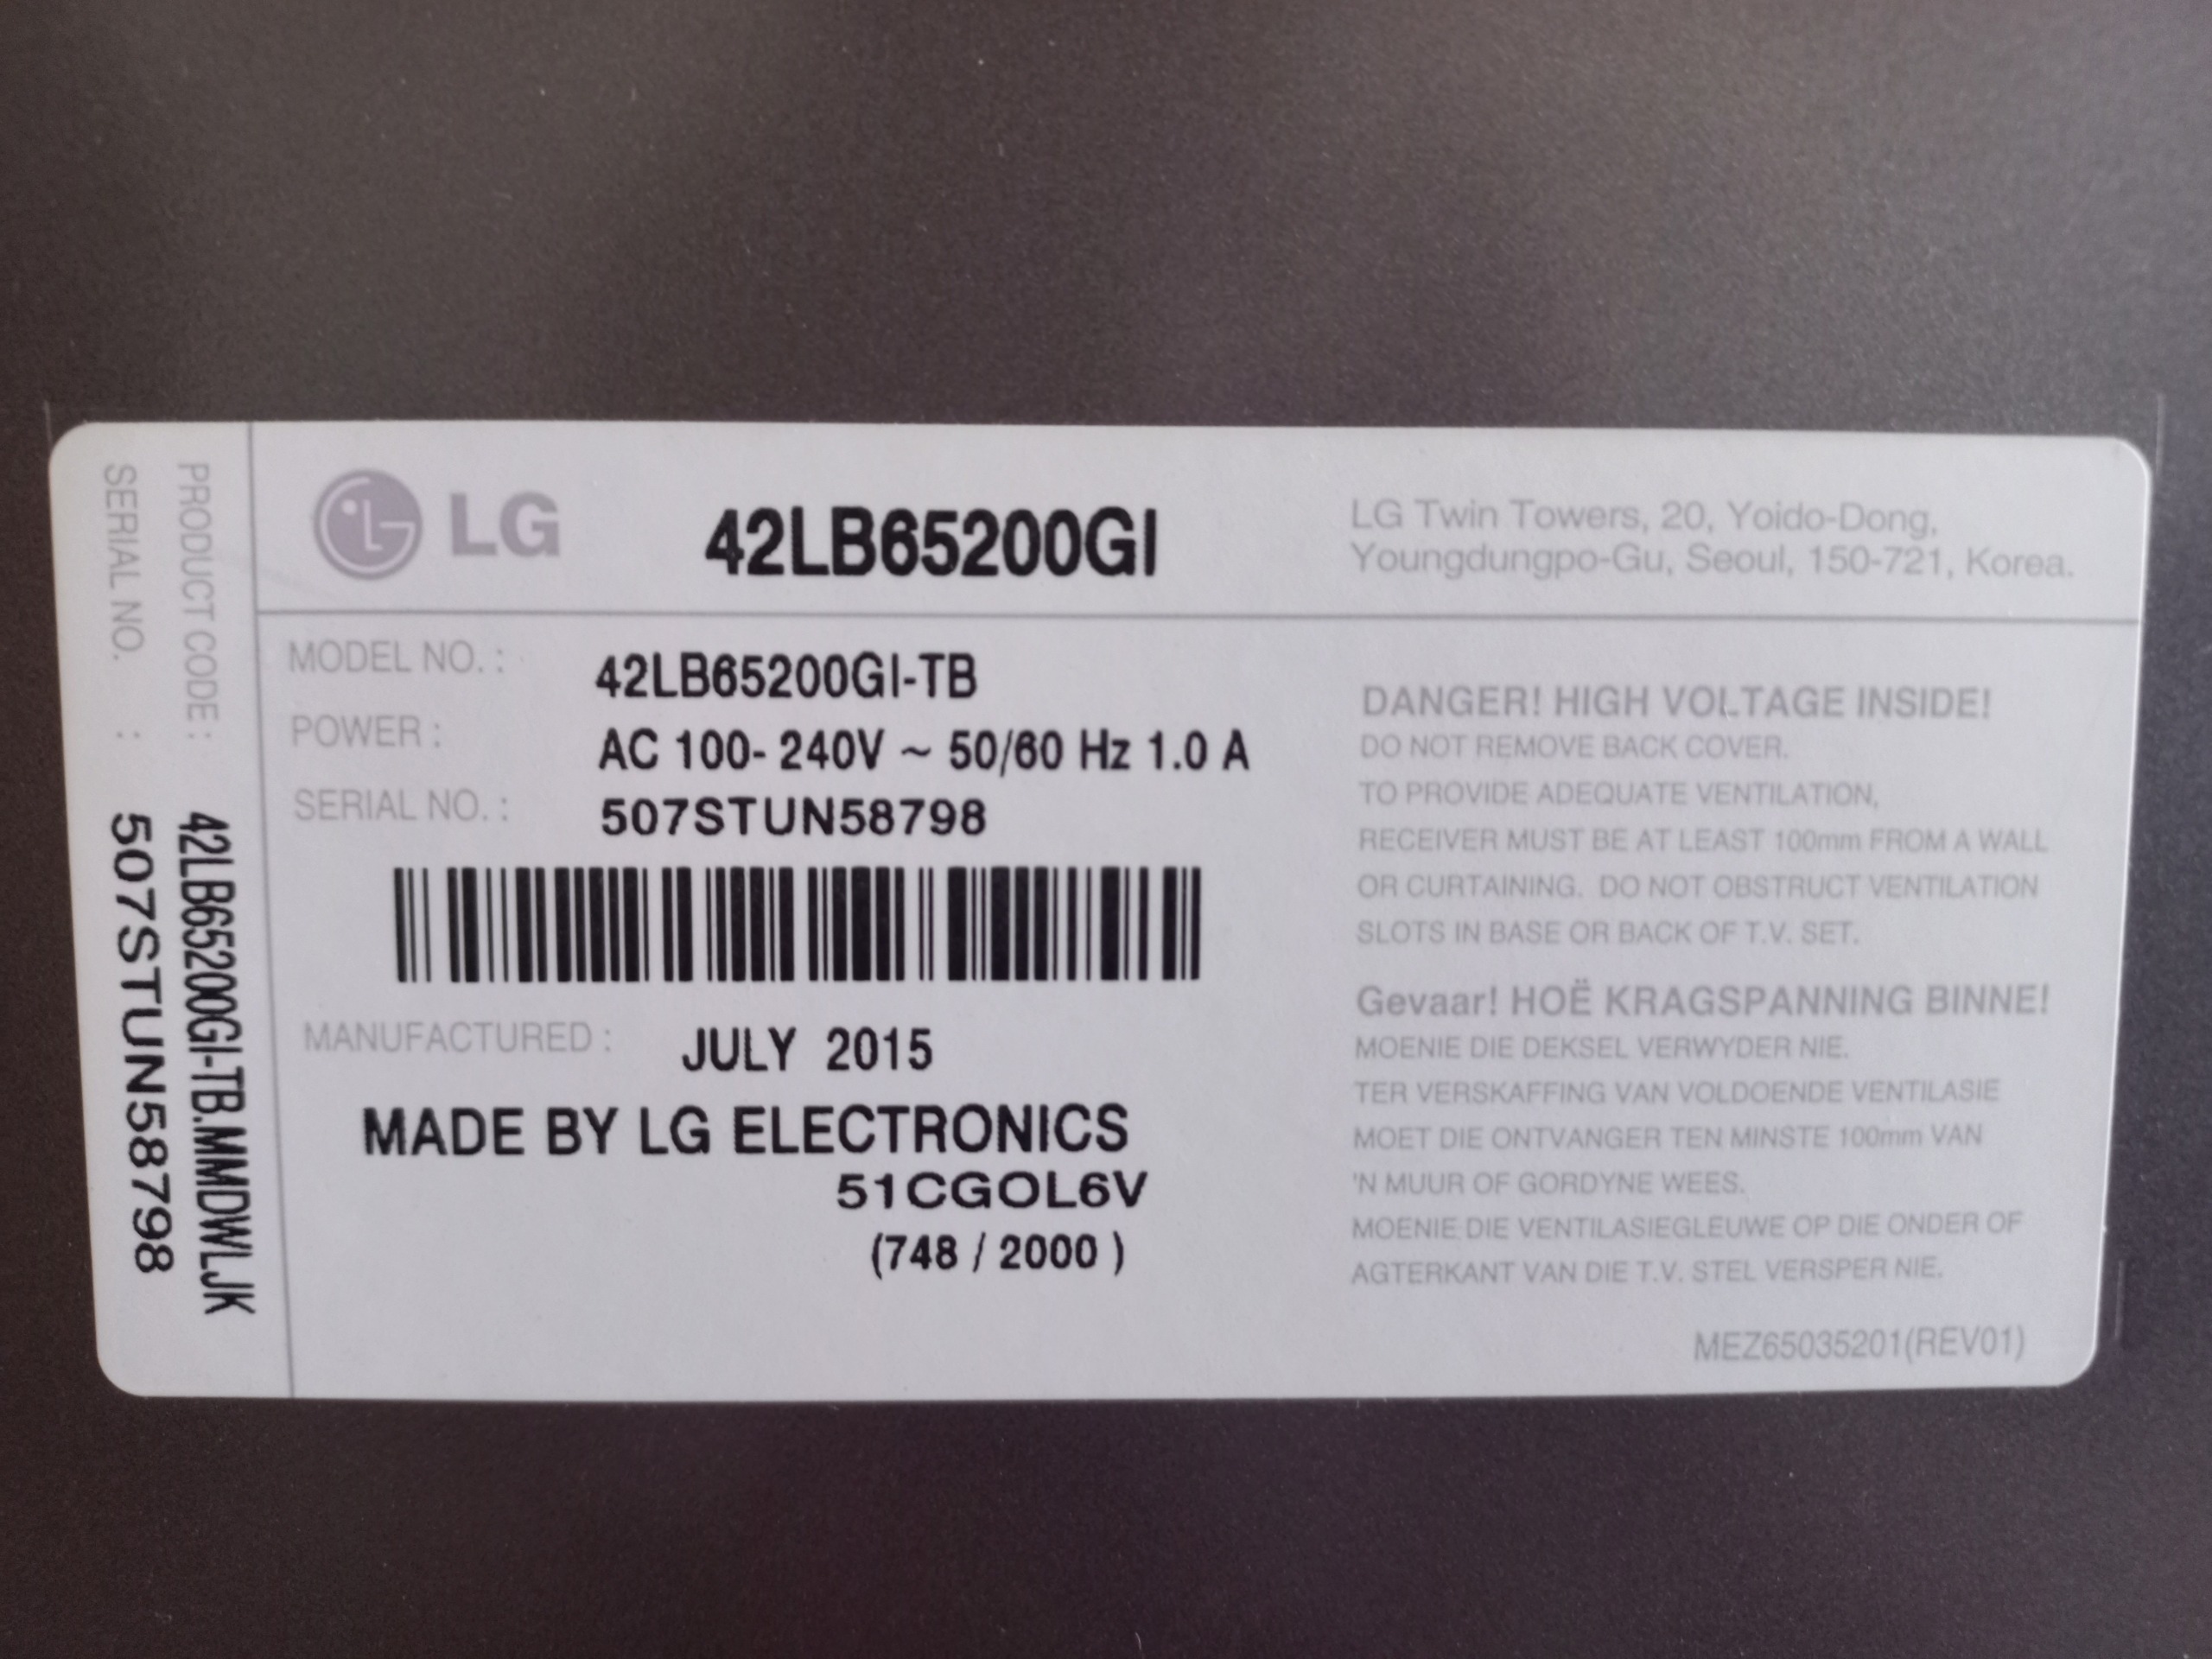 LG
42LB65200GI
LG Twin Towers, 20, Yoido-Dong,
Youngdungpo-Gu, Seoul, 150-721, Korea.
PRODUCT CODE : 42LB65200GI-TB.MMDWLJK
SERIAL NO. : 507STUN58798
MODEL NO. : 42LB65200GI-TB
POWER : AC 100- 240V ~ 50/60 Hz 1.0 A
SERIAL NO. : 507STUN58798
MANUFACTURED : JULY 2015
MADE BY LG ELECTRONICS
51CGOL6V
(748 / 2000 )
DANGER! HIGH VOLTAGE INSIDE!
DO NOT REMOVE BACK COVER.
TO PROVIDE ADEQUATE VENTILATION,
RECEIVER MUST BE AT LEAST 100mm FROM A WALL
OR CURTAINING. DO NOT OBSTRUCT VENTILATION
SLOTS IN BASE OR BACK OF T.V. SET.
Gevaar! HOË KRAGSPANNING BINNE!
MOENIE DIE DEKSEL VERWYDER NIE.
TER VERSKAFFING VAN VOLDOENDE VENTILASIE
MOET DIE ONTVANGER TEN MINSTE 100mm VAN
'N MUUR OF GORDYNE WEES.
MOENIE DIE VENTILASIEGLEUWE OP DIE ONDER OF
AGTERKANT VAN DIE T.V. STEL VERSPER NIE.
MEZ65035201(REV01)